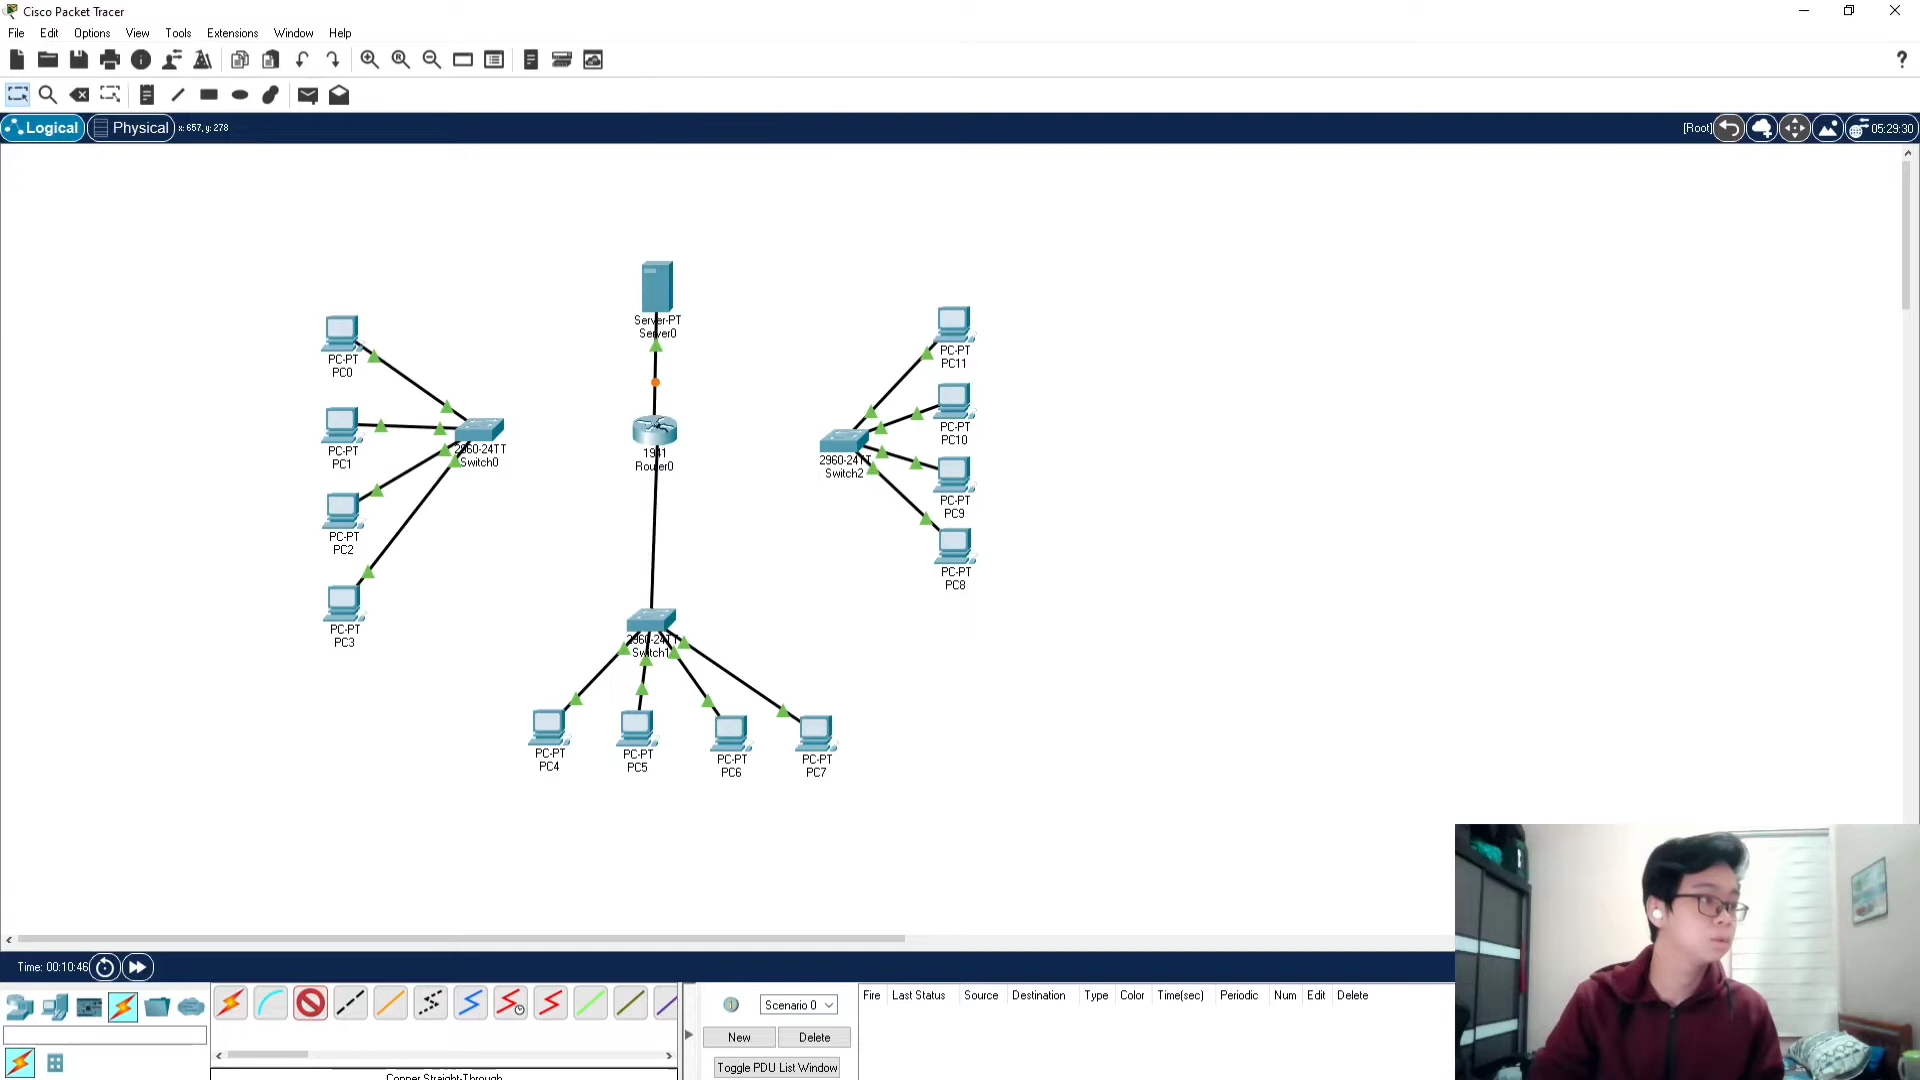 Cisco Packet Tracer
File Edit Options View Tools Extensions Window Help
?
Logical Physical x: 657, y: 278 [Root] 05:29:30
Server-PT
Server0
PC-PT
PC0
PC-PT
PC1
PC-PT
PC2
PC-PT
PC3
2960-24TT
Switch0
1941
Router0
2960-24TT
Switch2
PC-PT
PC11
PC-PT
PC10
PC-PT
PC9
PC-PT
PC8
2960-24TT
Switch1
PC-PT
PC4
PC-PT
PC5
PC-PT
PC6
PC-PT
PC7
Time: 00:10:46
Scenario 0
New Delete
Toggle PDU List Window
Fire Last Status Source Destination Type Color Time(sec) Periodic Num Edit Delete
Copper Straight-Through